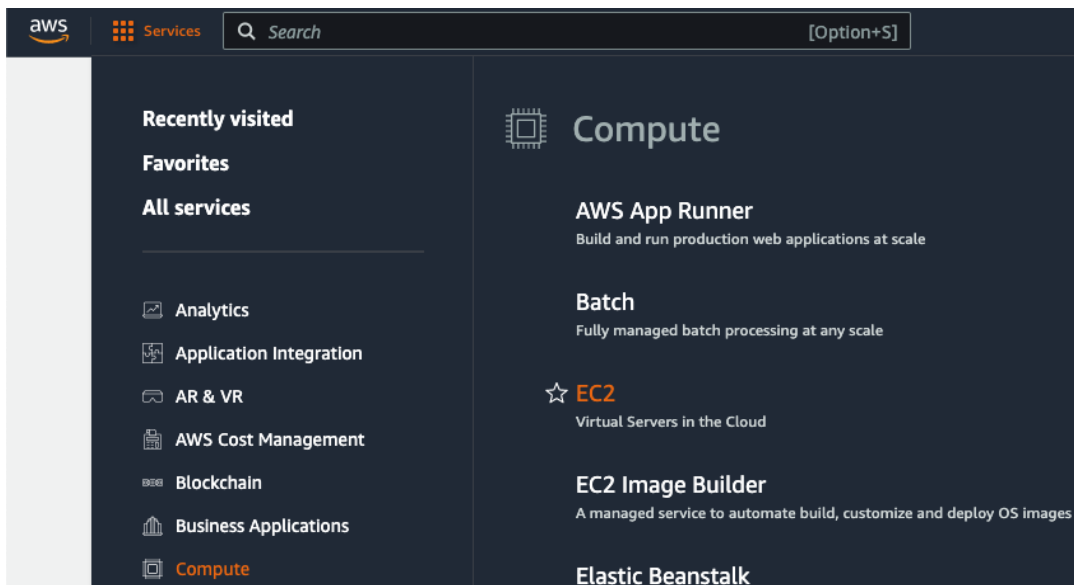 aws
Services
Search
[Option+S]
Recently visited
Favorites
All services
Analytics
Application Integration
AR & VR
AWS Cost Management
Blockchain
Business Applications
Compute
Compute
AWS App Runner
Build and run production web applications at scale
Batch
Fully managed batch processing at any scale
EC2
Virtual Servers in the Cloud
EC2 Image Builder
A managed service to automate build, customize and deploy OS images
Elastic Beanstalk